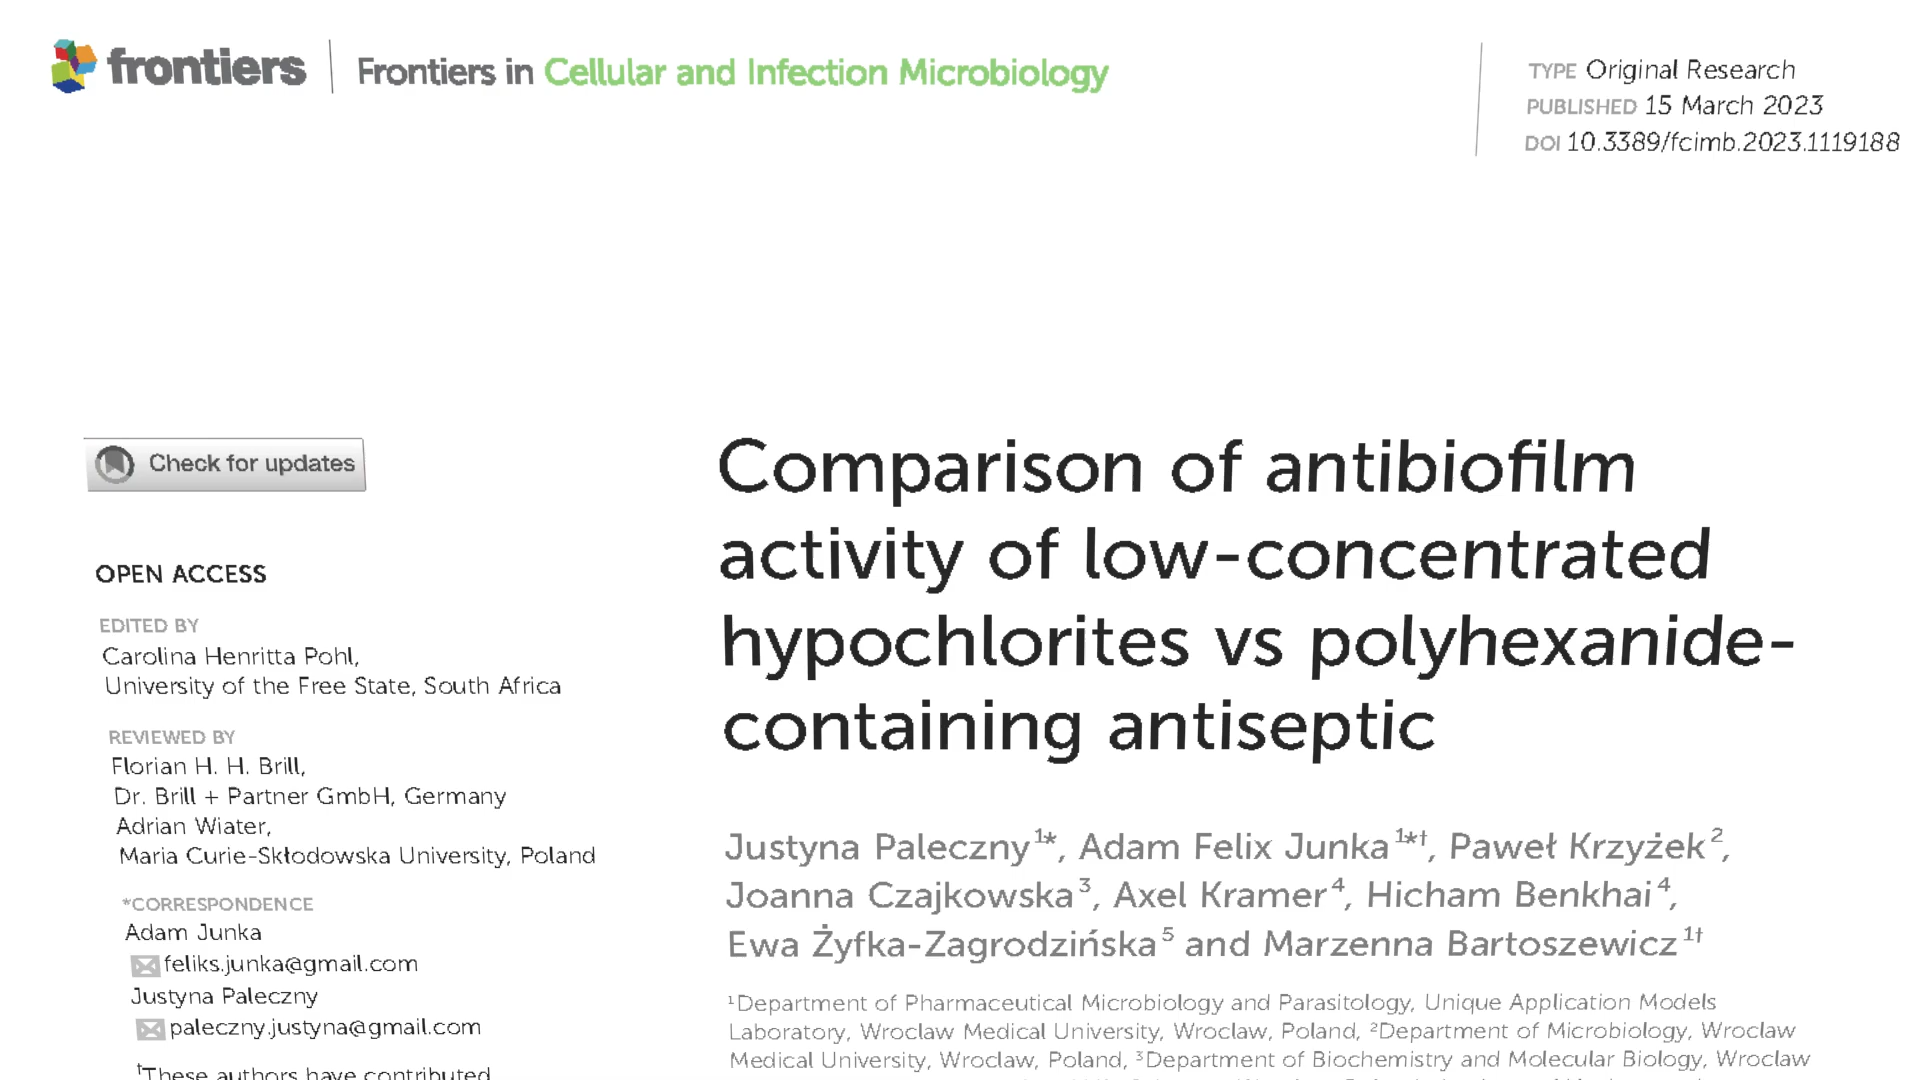 frontiers | Frontiers in Cellular and Infection Microbiology
TYPE Original Research
PUBLISHED 15 March 2023
DOI 10.3389/fcimb.2023.1119188
Check for updates
OPEN ACCESS
EDITED BY
Carolina Henritta Pohl,
University of the Free State, South Africa
REVIEWED BY
Florian H. H. Brill,
Dr. Brill + Partner GmbH, Germany
Adrian Wiater,
Maria Curie-Skłodowska University, Poland
*CORRESPONDENCE
Adam Junka
feliks.junka@gmail.com
Justyna Paleczny
paleczny.justyna@gmail.com
†These authors have contributed
Comparison of antibiofilm
activity of low-concentrated
hypochlorites vs polyhexanide-
containing antiseptic
Justyna Paleczny1*, Adam Felix Junka1*†, Paweł Krzyżek2,
Joanna Czajkowska3, Axel Kramer4, Hicham Benkhai4,
Ewa Żyfka-Zagrodzińska5 and Marzenna Bartoszewicz1†
1Department of Pharmaceutical Microbiology and Parasitology, Unique Application Models
Laboratory, Wroclaw Medical University, Wroclaw, Poland, 2Department of Microbiology, Wroclaw
Medical University, Wroclaw, Poland, 3Department of Biochemistry and Molecular Biology, Wroclaw